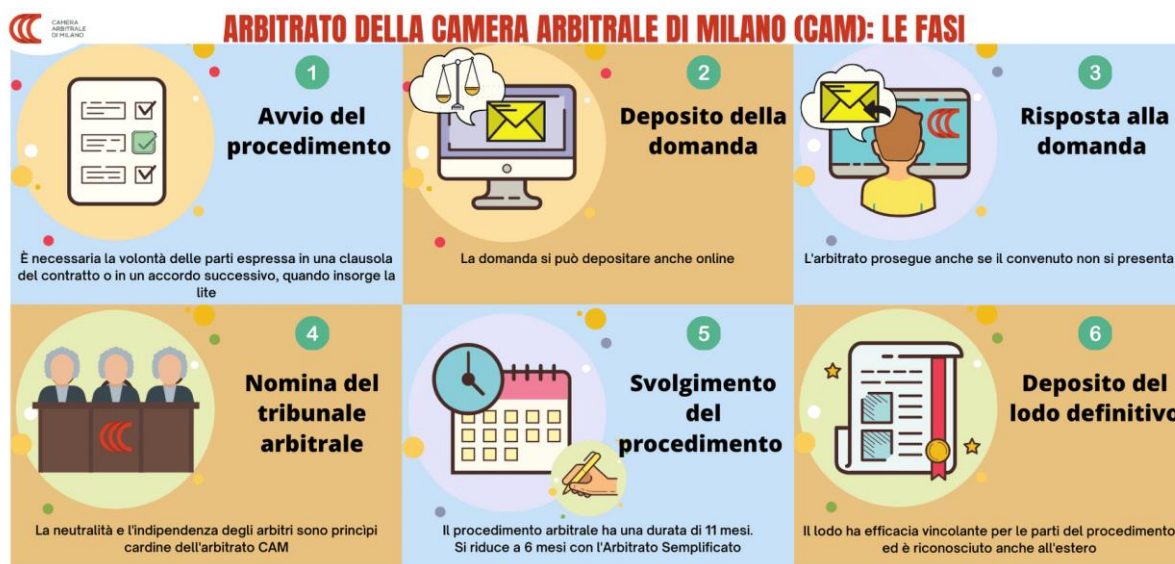 CAMERA
ARBITRALE
DI MILANO
ARBITRATO DELLA CAMERA ARBITRALE DI MILANO (CAM): LE FASI
1
Avvio del
procedimento
È necessaria la volontà delle parti espressa in una clausola
del contratto o in un accordo successivo, quando insorge la
lite
2
Deposito della
domanda
La domanda si può depositare anche online
3
Risposta alla
domanda
L'arbitrato prosegue anche se il convenuto non si presenta
4
Nomina del
tribunale
arbitrale
La neutralità e l'indipendenza degli arbitri sono princìpi
cardine dell'arbitrato CAM
5
Svolgimento
del
procedimento
Il procedimento arbitrale ha una durata di 11 mesi.
Si riduce a 6 mesi con l'Arbitrato Semplificato
6
Deposito del
lodo definitivo
Il lodo ha efficacia vincolante per le parti del procedimento
ed è riconosciuto anche all'estero